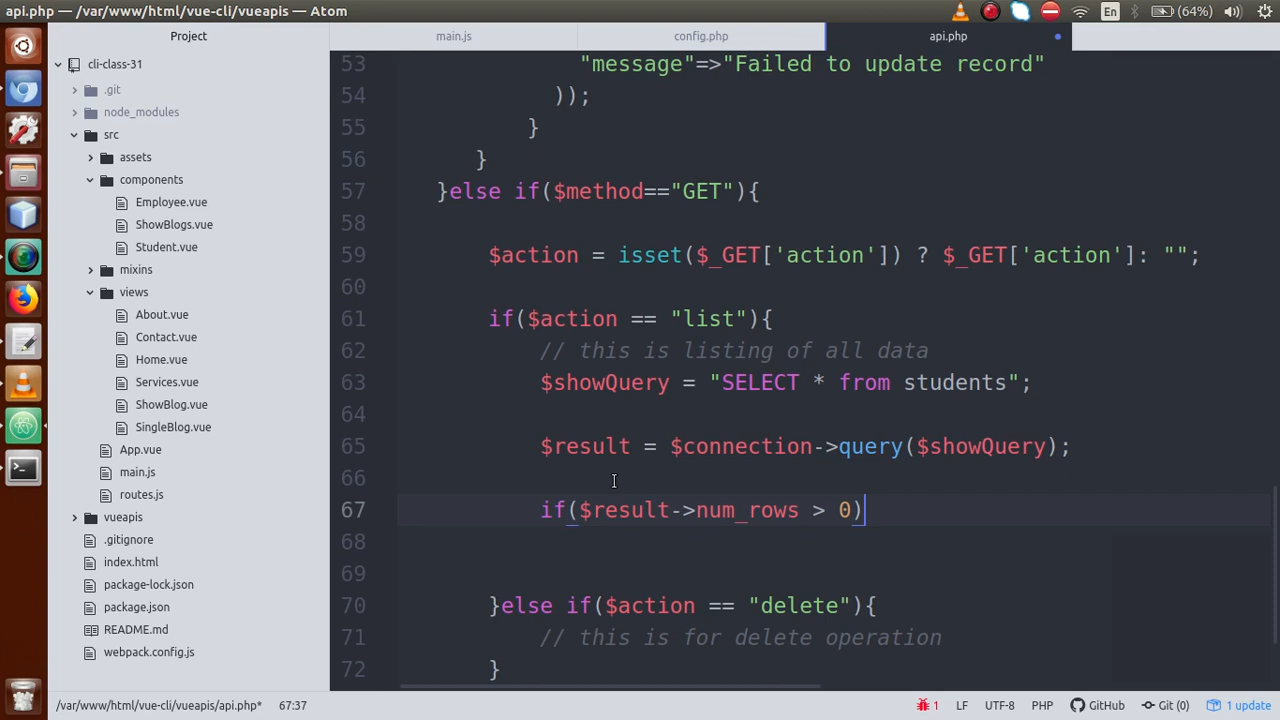 api.php — /var/www/html/vue-cli/vueapis — Atom
En
(64%)
Project
main.js
config.php
api.php
cli-class-31
.git
node_modules
src
assets
components
Employee.vue
ShowBlogs.vue
Student.vue
mixins
views
About.vue
Contact.vue
Home.vue
Services.vue
ShowBlog.vue
SingleBlog.vue
App.vue
main.js
routes.js
vueapis
.gitignore
index.html
package-lock.json
package.json
README.md
webpack.config.js
53 "message"=>"Failed to update record"
54 ));
55 }
56 }
57 }else if($method=="GET"){
58
59 $action = isset($_GET['action']) ? $_GET['action']: "";
60
61 if($action == "list"){
62 // this is listing of all data
63 $showQuery = "SELECT * from students";
64
65 $result = $connection->query($showQuery);
66
67 if($result->num_rows > 0)
68
69
70 }else if($action == "delete"){
71 // this is for delete operation
72 }
/var/www/html/vue-cli/vueapis/api.php* 67:37
1 LF UTF-8 PHP GitHub Git (0) 1 update